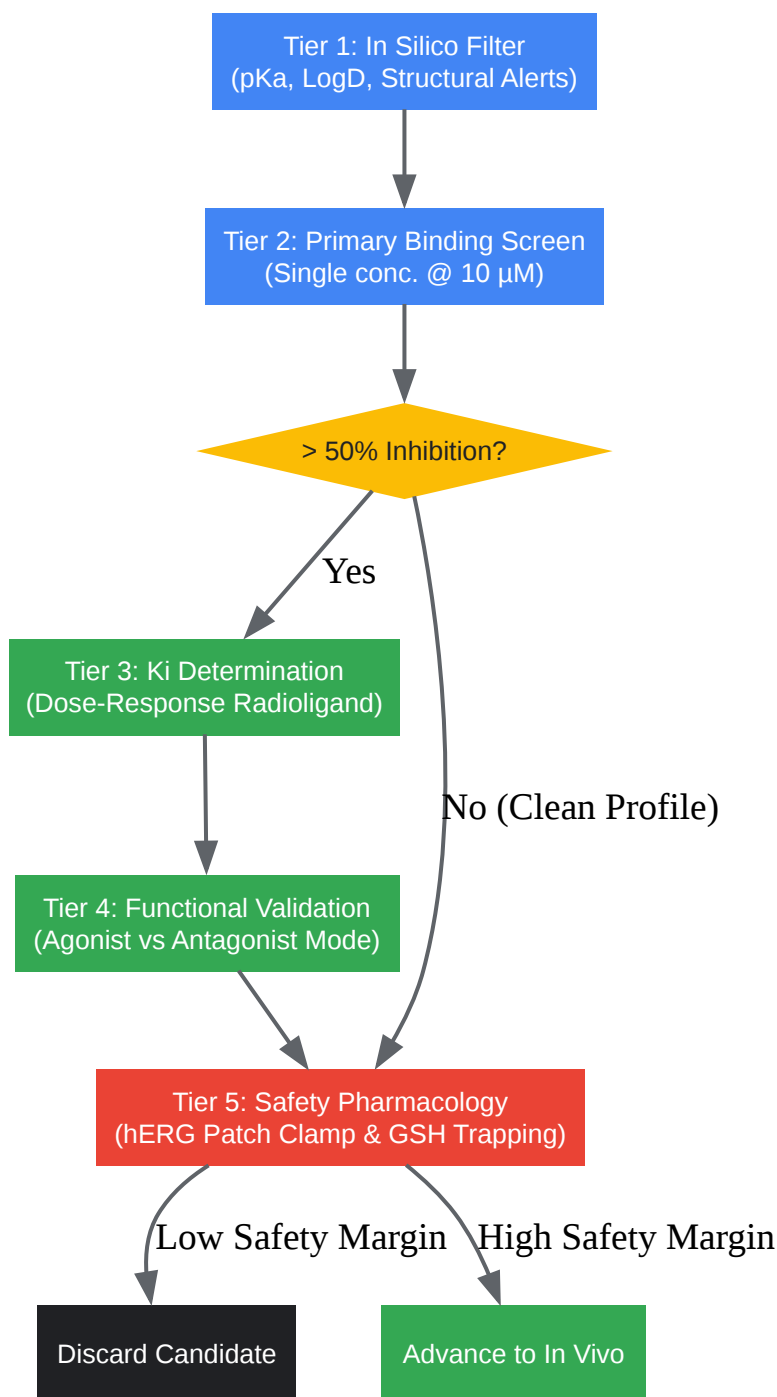 Tier 1: In Silico Filter
(pKa, LogD, Structural Alerts)
Tier 2: Primary Binding Screen
(Single conc. @ 10 µM)
> 50% Inhibition?
Yes
Tier 3: Ki Determination
(Dose-Response Radioligand)
No (Clean Profile)
Tier 4: Functional Validation
(Agonist vs Antagonist Mode)
Tier 5: Safety Pharmacology
(hERG Patch Clamp & GSH Trapping)
Low Safety Margin
High Safety Margin
Discard Candidate
Advance to In Vivo